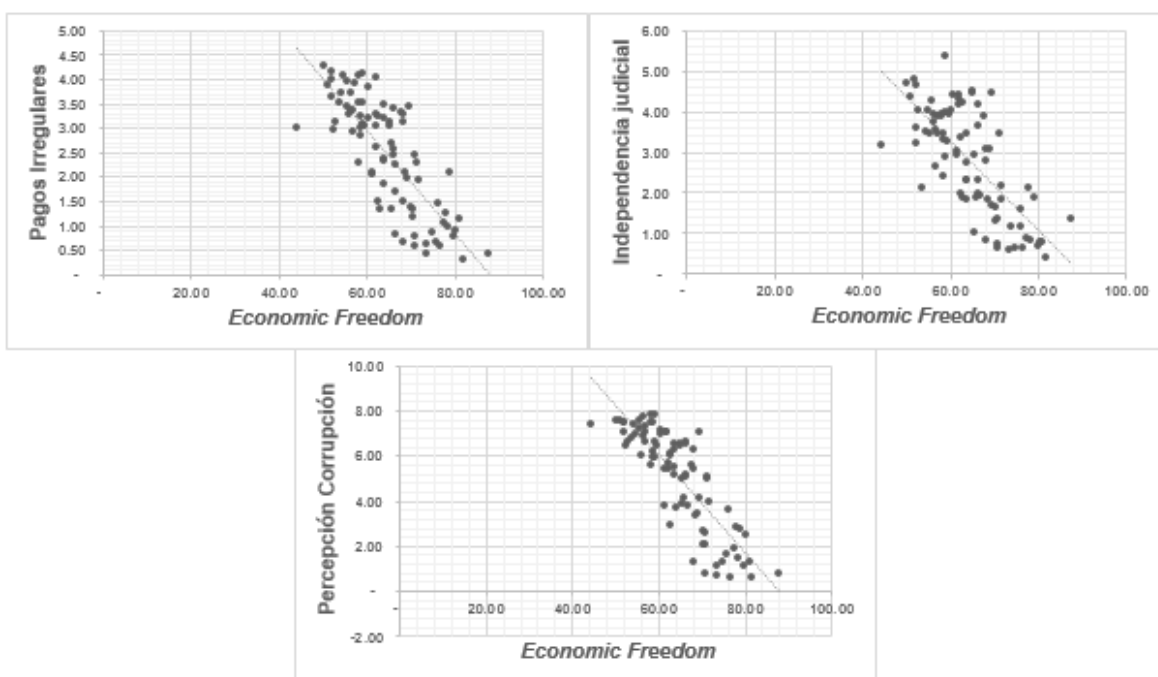 Pagos Irregulares
5.00
4.50
4.00
3.50
3.00
2.50
2.00
1.50
1.00
0.50
-
- 20.00 40.00 60.00 80.00 100.00
Economic Freedom
Independencia judicial
6.00
5.00
4.00
3.00
2.00
1.00
-
- 20.00 40.00 60.00 80.00 100.00
Economic Freedom
Percepción Corrupción
10.00
8.00
6.00
4.00
2.00
-
-2.00
- 20.00 40.00 60.00 80.00 100.00
Economic Freedom